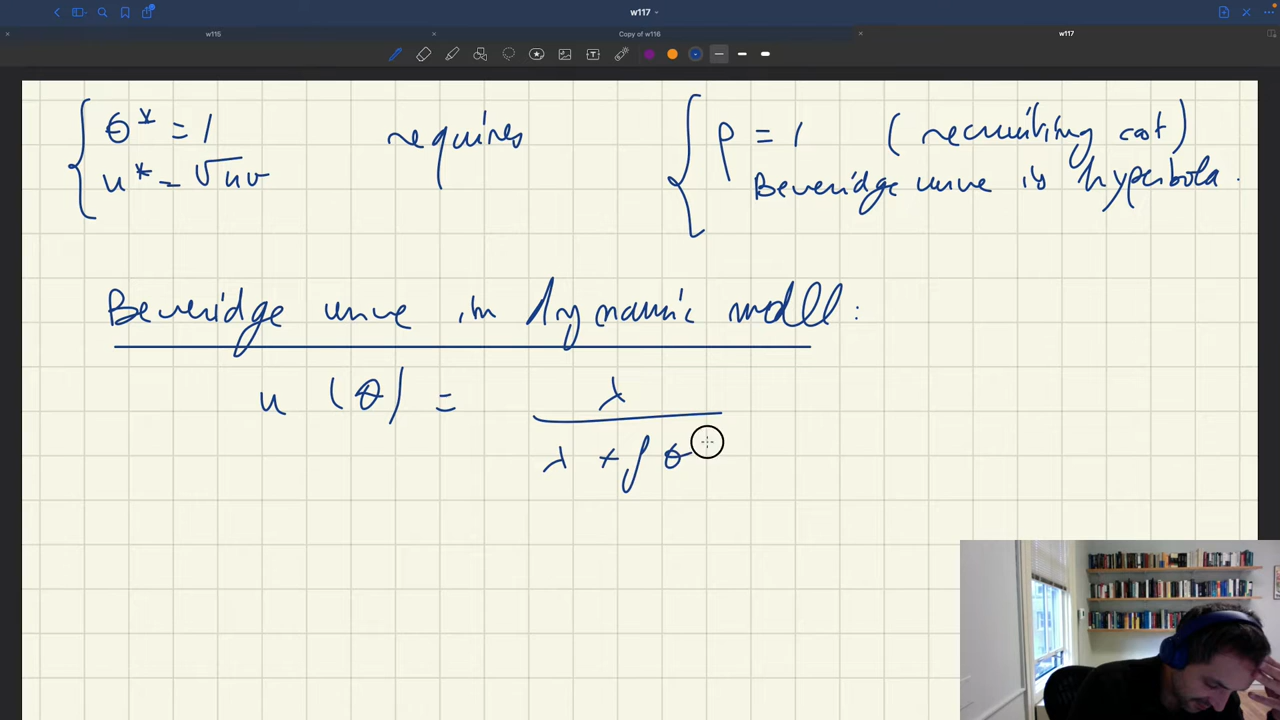 w117
w115
Copy of w116
w117
θ* = 1 requires p = 1 (recruiting cost)
u* = √uv Beveridge curve is hyperbola.
Beveridge curve in dynamic model:
u (θ) = λ
λ + f θ